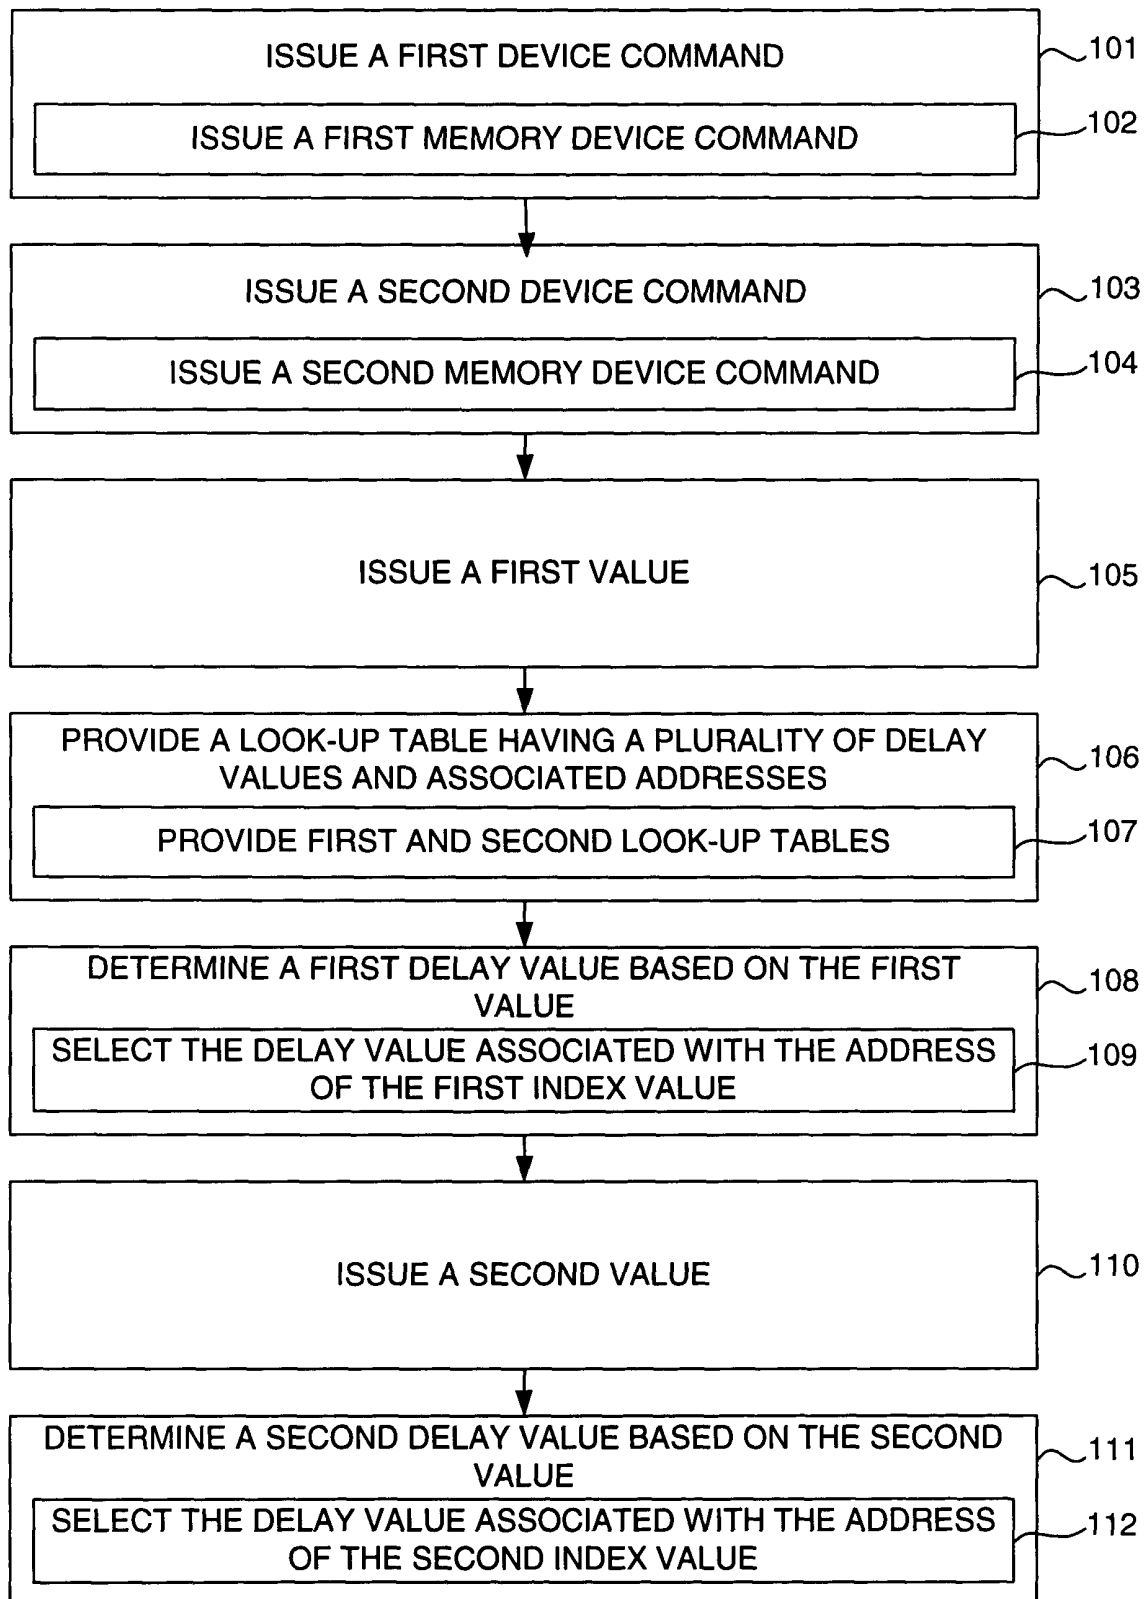 ISSUE A FIRST DEVICE COMMAND
101
ISSUE A FIRST MEMORY DEVICE COMMAND
102
ISSUE A SECOND DEVICE COMMAND
103
ISSUE A SECOND MEMORY DEVICE COMMAND
104
ISSUE A FIRST VALUE
105
PROVIDE A LOOK-UP TABLE HAVING A PLURALITY OF DELAY
VALUES AND ASSOCIATED ADDRESSES
106
PROVIDE FIRST AND SECOND LOOK-UP TABLES
107
DETERMINE A FIRST DELAY VALUE BASED ON THE FIRST
VALUE
108
SELECT THE DELAY VALUE ASSOCIATED WITH THE ADDRESS
OF THE FIRST INDEX VALUE
109
ISSUE A SECOND VALUE
110
DETERMINE A SECOND DELAY VALUE BASED ON THE SECOND
VALUE
111
SELECT THE DELAY VALUE ASSOCIATED WITH THE ADDRESS
OF THE SECOND INDEX VALUE
112